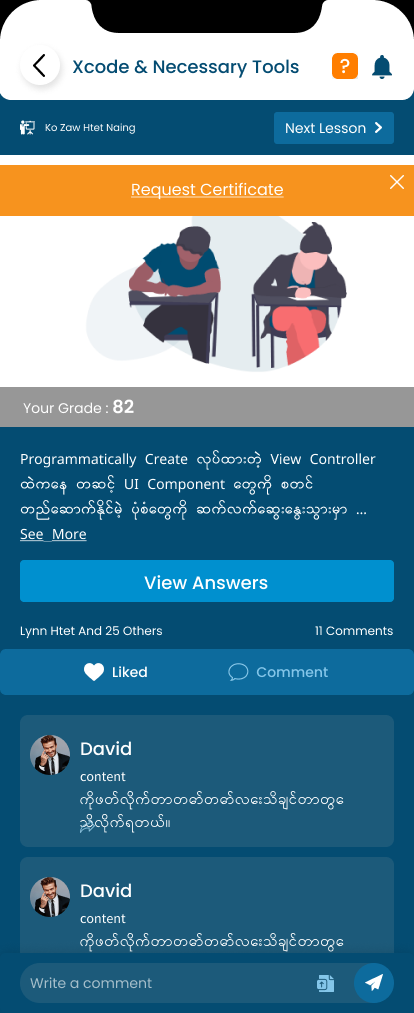 Xcode & Necessary Tools
?
Ko Zaw Htet Naing
Next Lesson
Request Certificate
Your Grade : 82
Programmatically Create လုပ်ထားတဲ့ View Controller
ထဲကနေ တဆင့် UI Component တွေကို စတင်
တည်ဆောက်နိုင်မဲ့ ပုံစံတွေကို ဆက်လက်ဆွေးနွေးသွားမှာ ...
See More
View Answers
Lynn Htet And 25 Others
11 Comments
Liked
Comment
David
content
ကိုဖတ်လိုက်တာတဓာ်တဓာ်လေးသိချင်တာတွေ
သိလိုက်ရတယ်။
David
content
ကိုဖတ်လိုက်တာတဓာ်တဓာ်လေးသိချင်တာတွေ
Write a comment